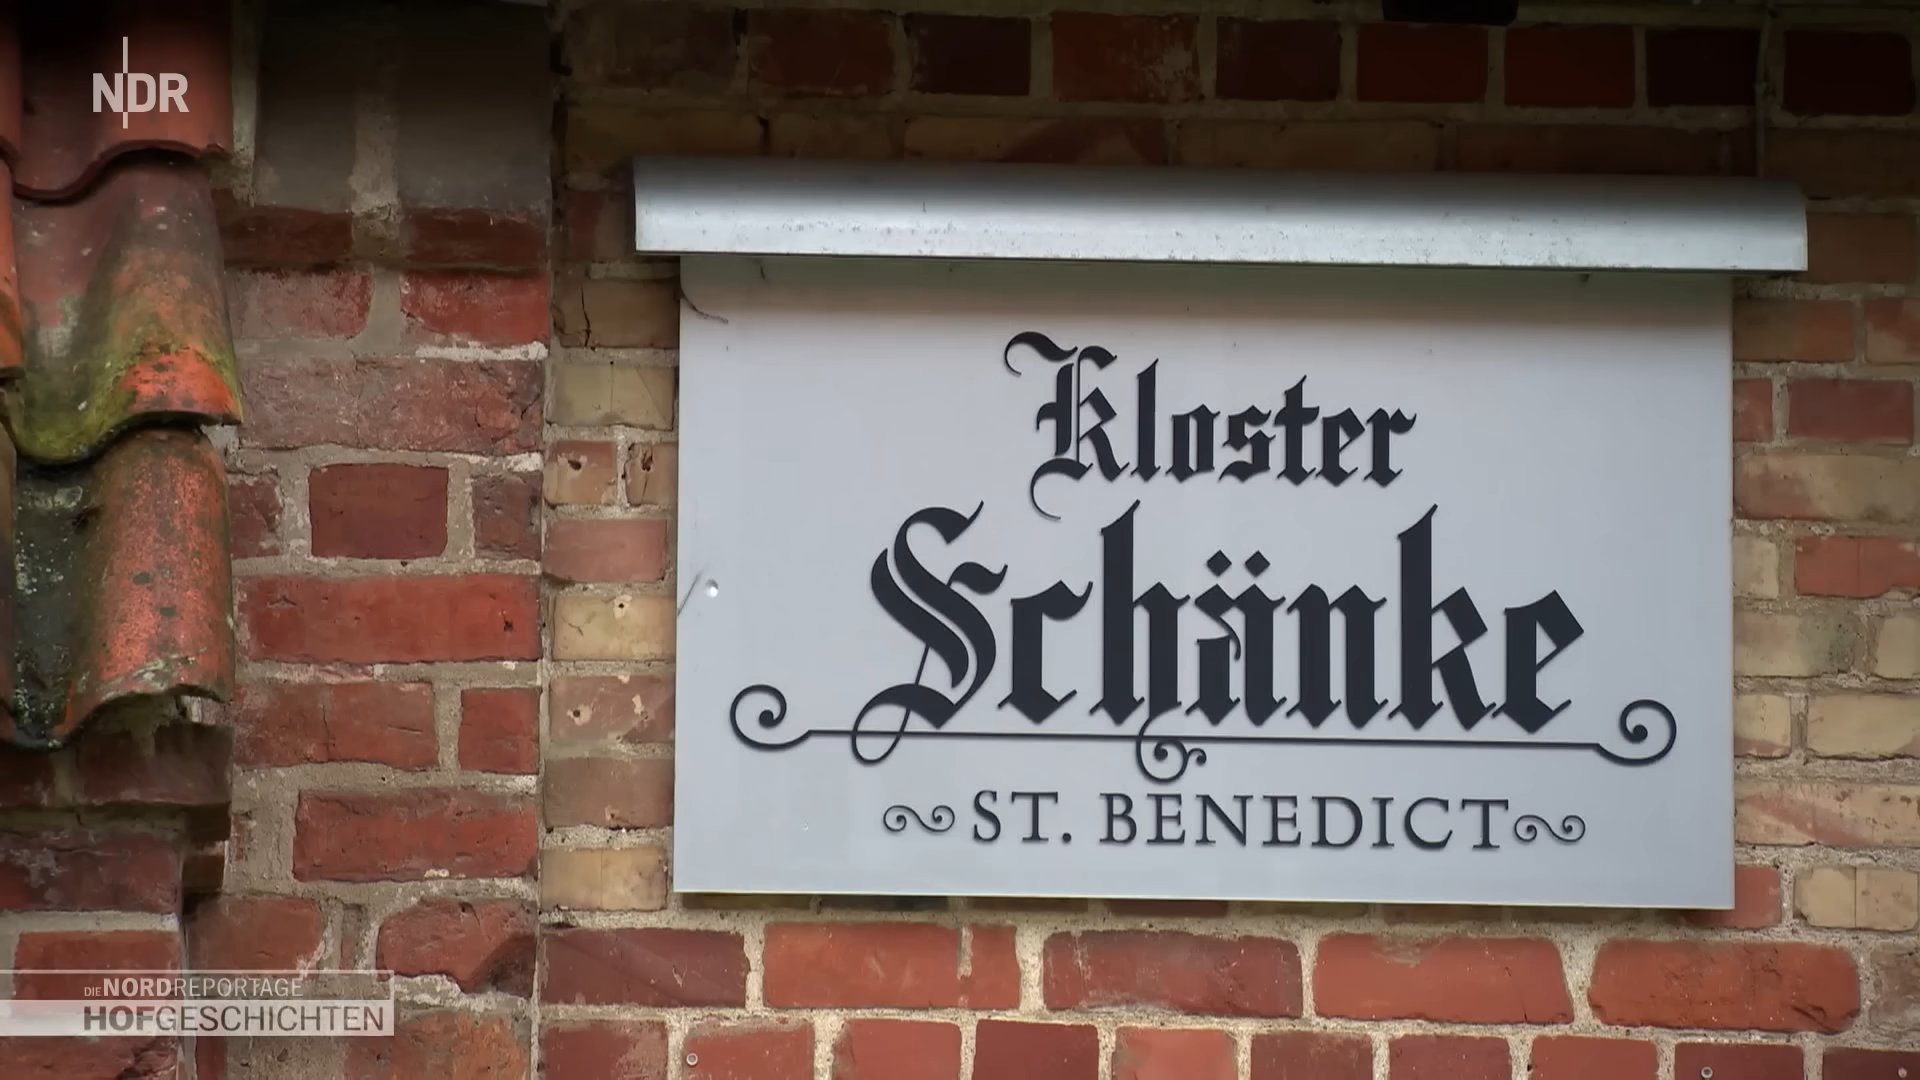 NDR
Kloster
Schänke
ST. BENEDICT
DIE NORDREPORTAGE
HOFGESCHICHTEN